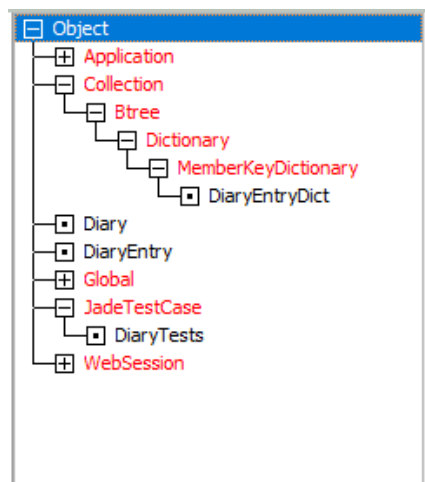 Object
Application
Collection
Btree
Dictionary
MemberKeyDictionary
DiaryEntryDict
Diary
DiaryEntry
Global
JadeTestCase
DiaryTests
WebSession